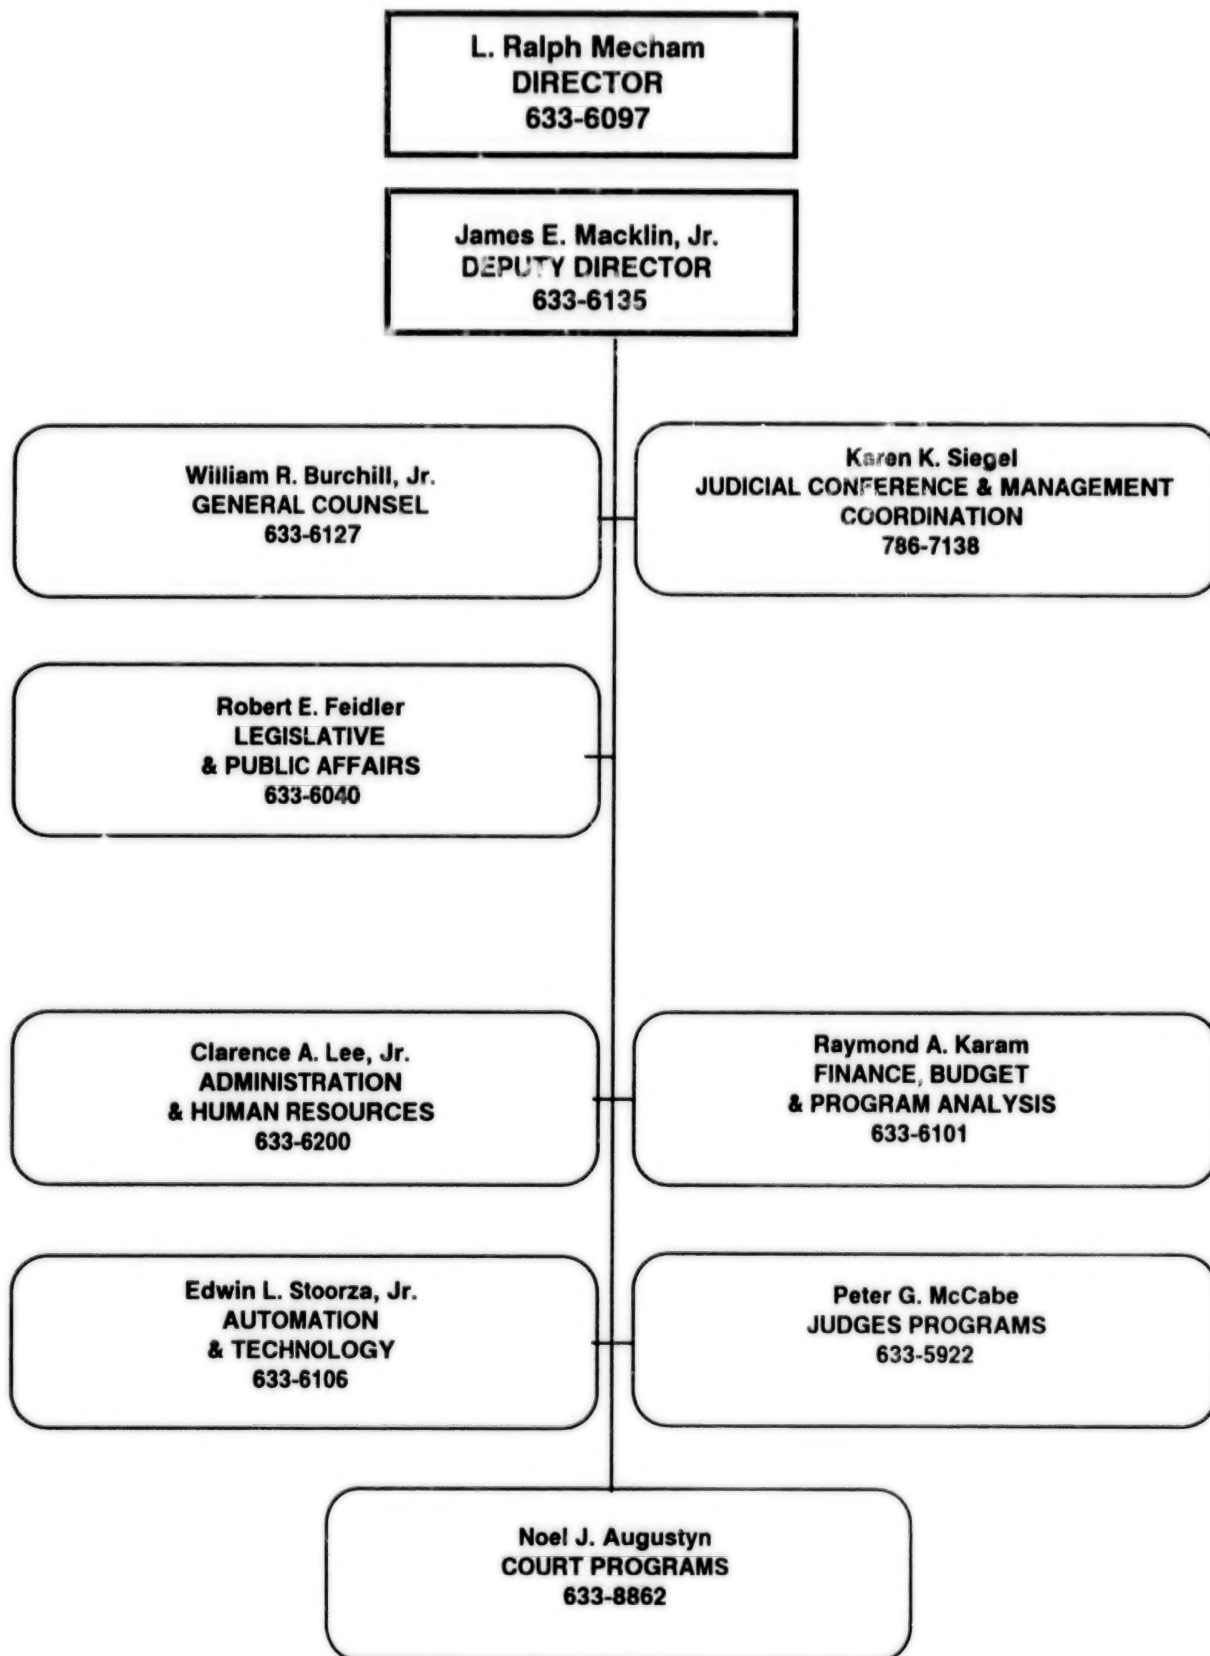 L. Ralph Mecham
DIRECTOR
633-6097
James E. Macklin, Jr.
DEPUTY DIRECTOR
633-6135
William R. Burchill, Jr.
GENERAL COUNSEL
633-6127
Karen K. Siegel
JUDICIAL CONFERENCE & MANAGEMENT
COORDINATION
786-7138
Robert E. Feidler
LEGISLATIVE
& PUBLIC AFFAIRS
633-6040
Clarence A. Lee, Jr.
ADMINISTRATION
& HUMAN RESOURCES
633-6200
Raymond A. Karam
FINANCE, BUDGET
& PROGRAM ANALYSIS
633-6101
Edwin L. Stoorza, Jr.
AUTOMATION
& TECHNOLOGY
633-6106
Peter G. McCabe
JUDGES PROGRAMS
633-5922
Noel J. Augustyn
COURT PROGRAMS
633-8862